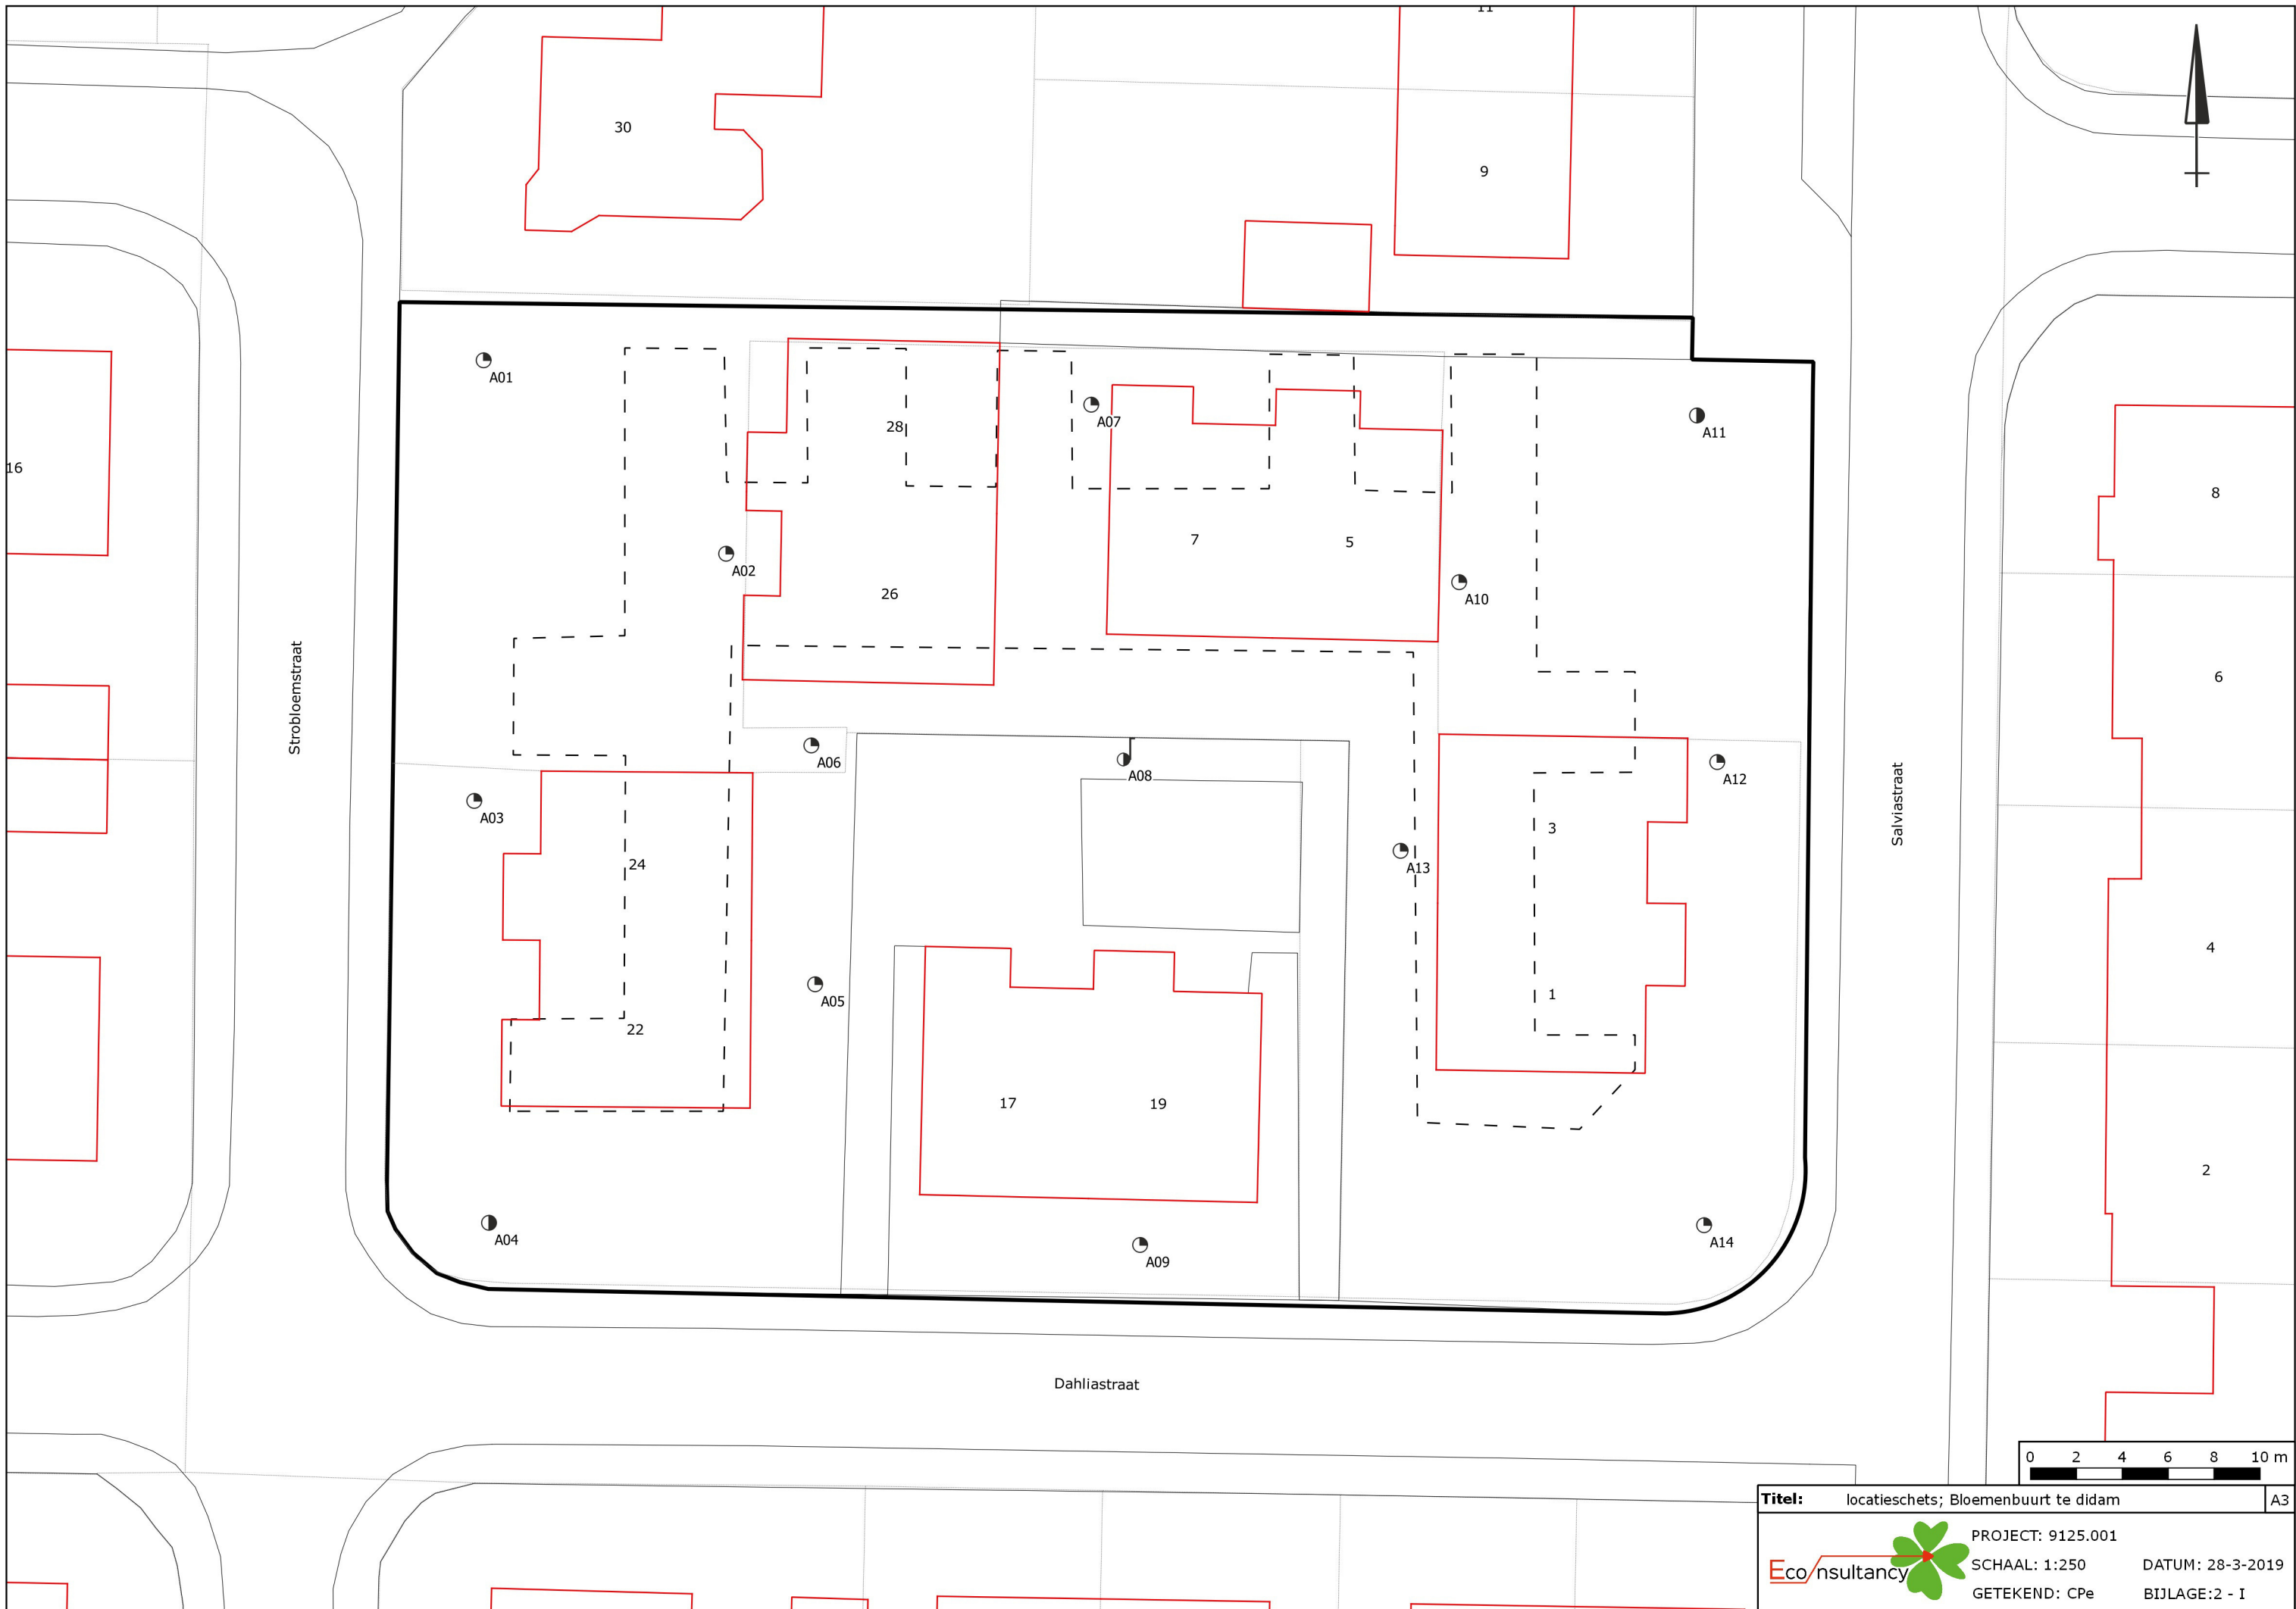 11
30
9
A01
28
A07
A11
16
8
7
5
A02
26
A10
6
Strobloemstraat
A06
A08
A12
A03
Salviastraat
3
24
A13
4
A05
1
22
17
19
2
A04
A14
A09
Dahliastraat
0 2 4 6 8 10 m
Titel: locatieschets; Bloemenbuurt te didam A3
Econsultancy
PROJECT: 9125.001
SCHAAL: 1:250 DATUM: 28-3-2019
GETEKEND: CPe BIJLAGE:2 - I